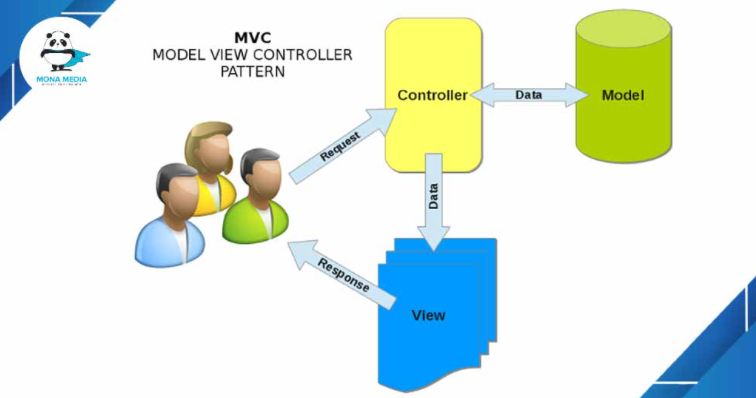 MONA MEDIA
MVC
MODEL VIEW CONTROLLER
PATTERN
Controller
Data
Model
Request
Data
Response
View